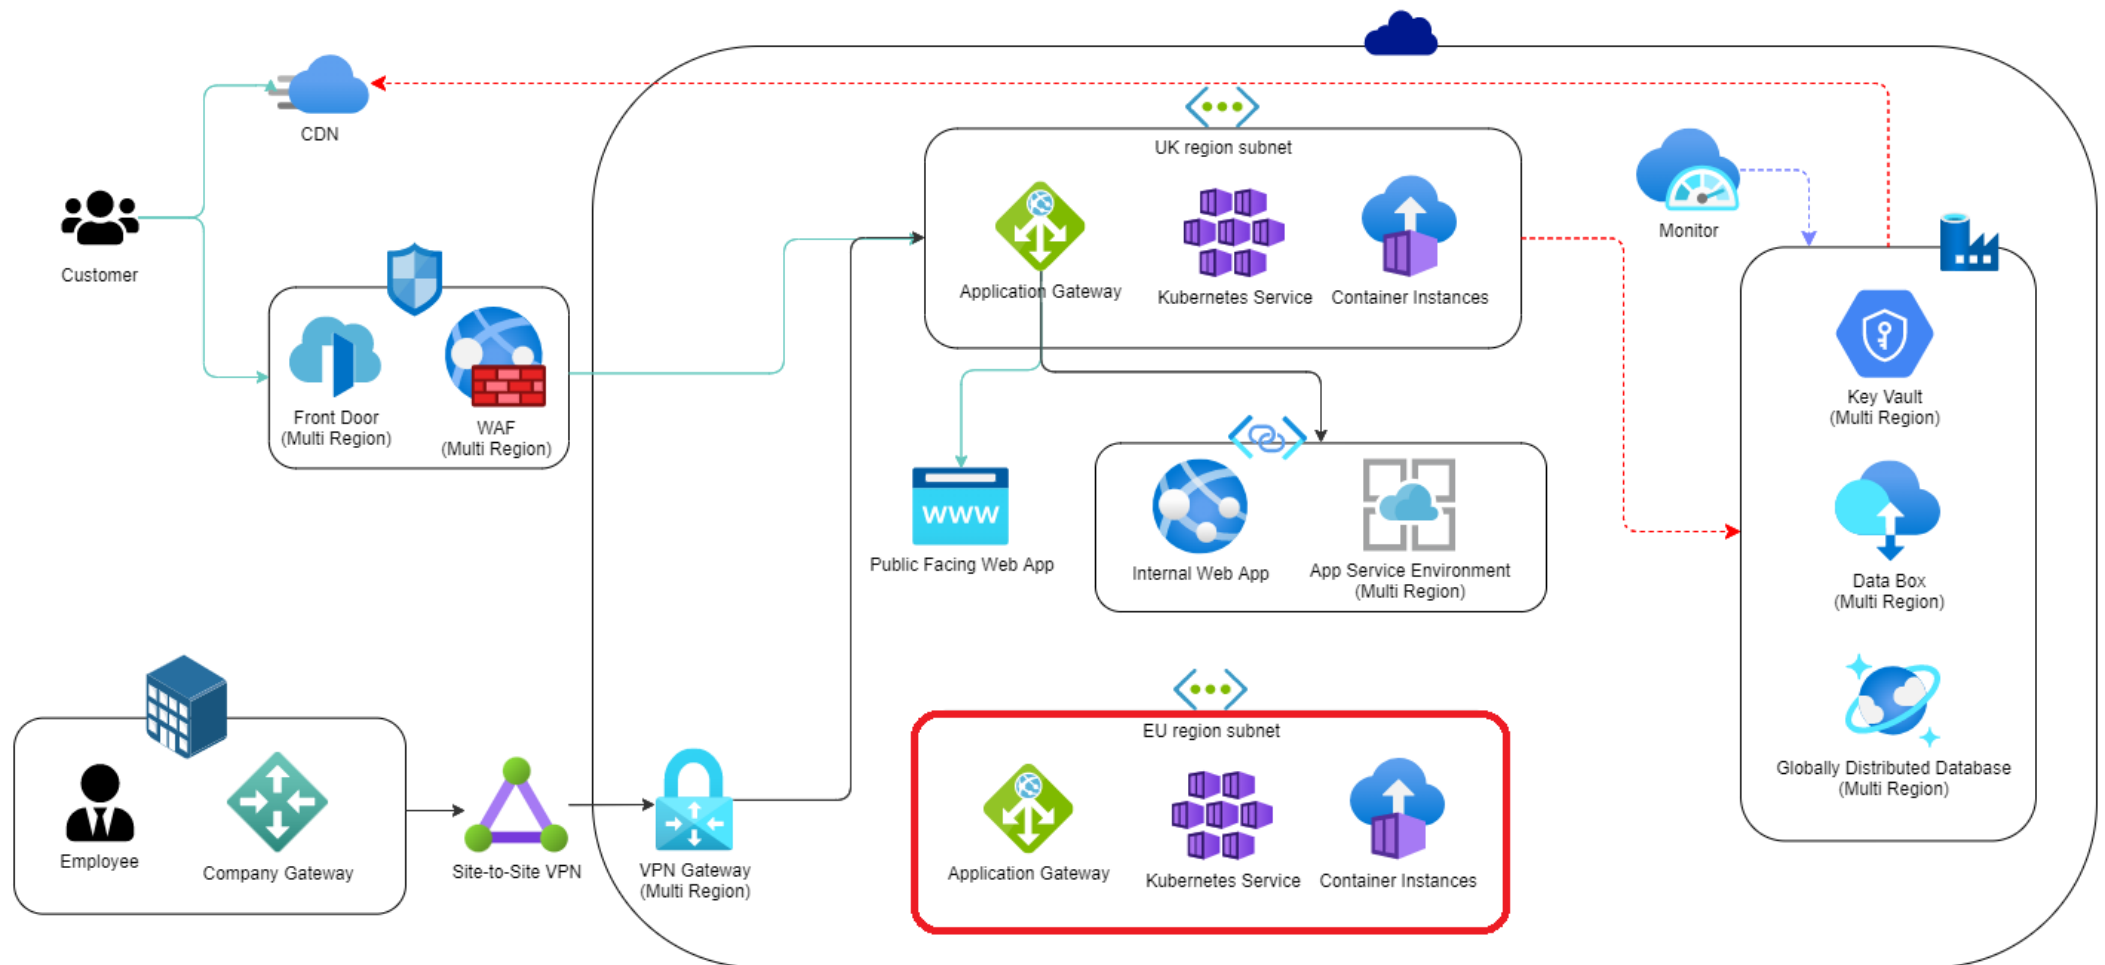 CDN
Customer
Front Door
(Multi Region)
WAF
(Multi Region)
UK region subnet
Application Gateway
Kubernetes Service
Container Instances
Monitor
Key Vault
(Multi Region)
Data Box
(Multi Region)
Globally Distributed Database
(Multi Region)
www
Public Facing Web App
Internal Web App
App Service Environment
(Multi Region)
Employee
Company Gateway
Site-to-Site VPN
VPN Gateway
(Multi Region)
EU region subnet
Application Gateway
Kubernetes Service
Container Instances